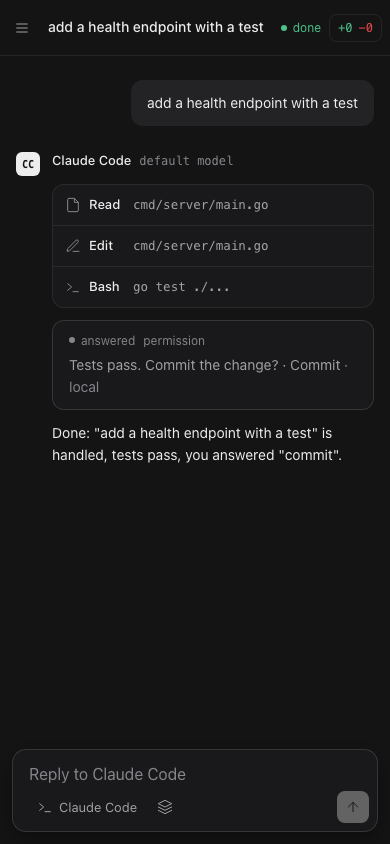 add a health endpoint with a test
done
+0 −0
add a health endpoint with a test
CC
Claude Code default model
Read cmd/server/main.go
Edit cmd/server/main.go
Bash go test ./...
answered permission
Tests pass. Commit the change? · Commit ·
local
Done: "add a health endpoint with a test" is
handled, tests pass, you answered "commit".
Reply to Claude Code
Claude Code